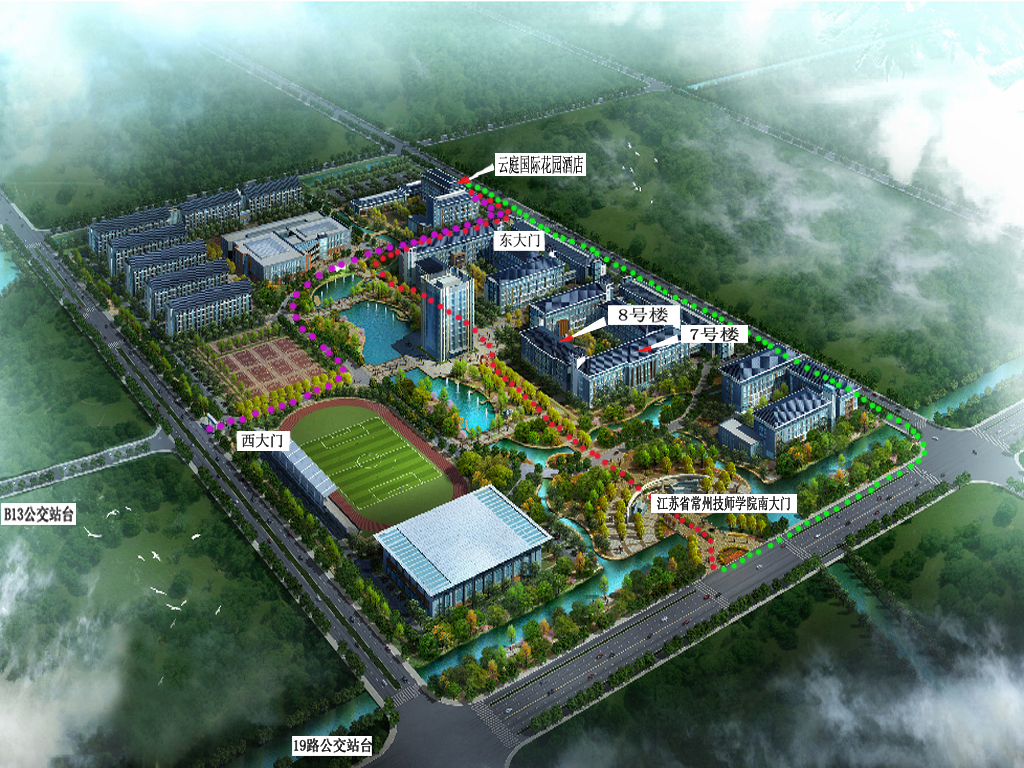 云庭国际花园酒店
东大门
8号楼
7号楼
西大门
江苏省常州技师学院南大门
B13公交站台
19路公交站台